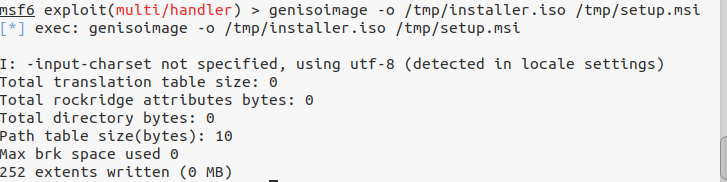 msf6 exploit(multi/handler) > genisoimage -o /tmp/installer.iso /tmp/setup.msi
[*] exec: genisoimage -o /tmp/installer.iso /tmp/setup.msi
I: -input-charset not specified, using utf-8 (detected in locale settings)
Total translation table size: 0
Total rockridge attributes bytes: 0
Total directory bytes: 0
Path table size(bytes): 10
Max brk space used 0
252 extents written (0 MB)